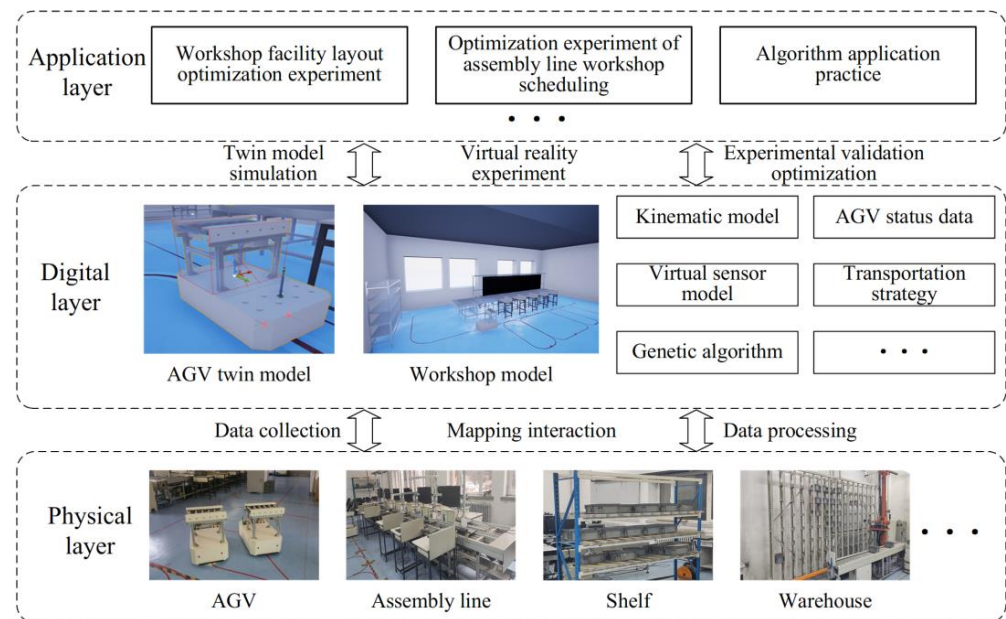 Application
layer
Workshop facility layout
optimization experiment
Optimization experiment of
assembly line workshop
scheduling
Algorithm application
practice
• • •
Twin model
simulation
Virtual reality
experiment
Experimental validation
optimization
Digital
layer
AGV twin model
Workshop model
Kinematic model
AGV status data
Virtual sensor
model
Transportation
strategy
Genetic algorithm
• • •
Data collection
Mapping interaction
Data processing
Physical
layer
AGV
Assembly line
Shelf
Warehouse
• • •